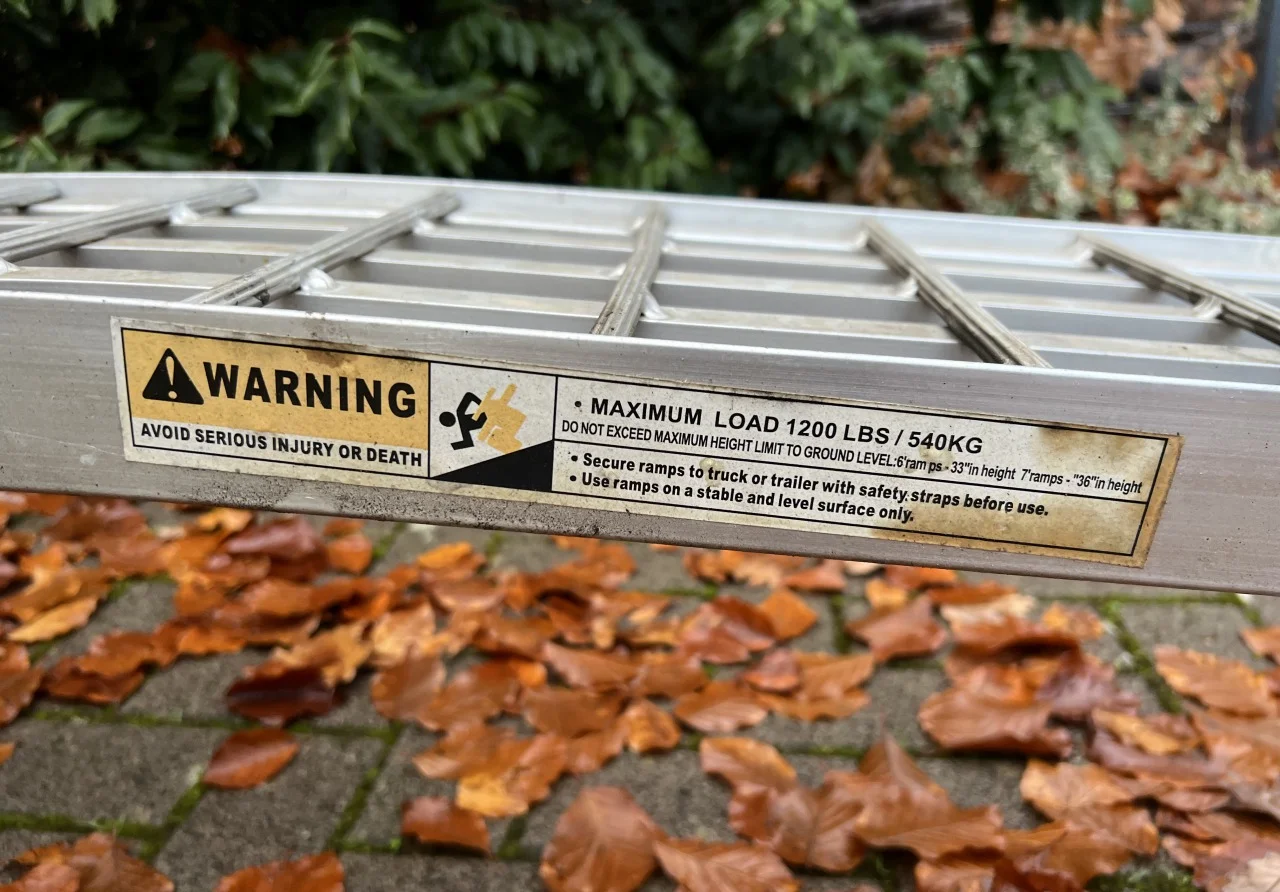 WARNING
AVOID SERIOUS INJURY OR DEATH
• MAXIMUM LOAD 1200 LBS / 540KG
DO NOT EXCEED MAXIMUM HEIGHT LIMIT TO GROUND LEVEL:6'ram ps - 33"in height 7'ramps - "36"in height
• Secure ramps to truck or trailer with safety.straps before use.
• Use ramps on a stable and level surface only.